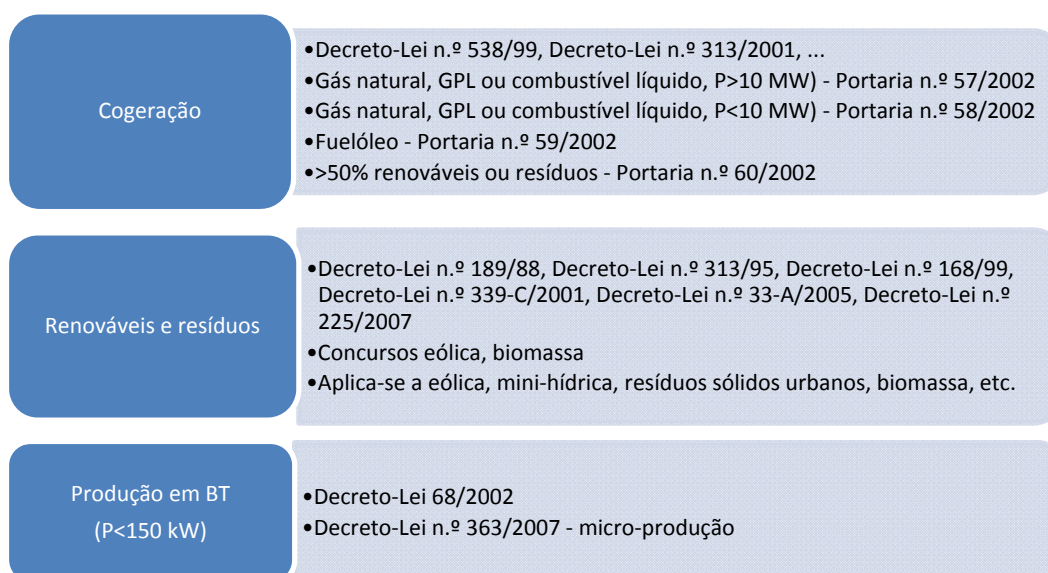 Cogeração
•Decreto-Lei n.º 538/99, Decreto-Lei n.º 313/2001, ...
•Gás natural, GPL ou combustível líquido, P>10 MW) - Portaria n.º 57/2002
•Gás natural, GPL ou combustível líquido, P<10 MW) - Portaria n.º 58/2002
•Fuelóleo - Portaria n.º 59/2002
•>50% renováveis ou resíduos - Portaria n.º 60/2002
Renováveis e resíduos
•Decreto-Lei n.º 189/88, Decreto-Lei n.º 313/95, Decreto-Lei n.º 168/99,
Decreto-Lei n.º 339-C/2001, Decreto-Lei n.º 33-A/2005, Decreto-Lei n.º
225/2007
•Concursos eólica, biomassa
•Aplica-se a eólica, mini-hídrica, resíduos sólidos urbanos, biomassa, etc.
Produção em BT
(P<150 kW)
•Decreto-Lei 68/2002
•Decreto-Lei n.º 363/2007 - micro-produção